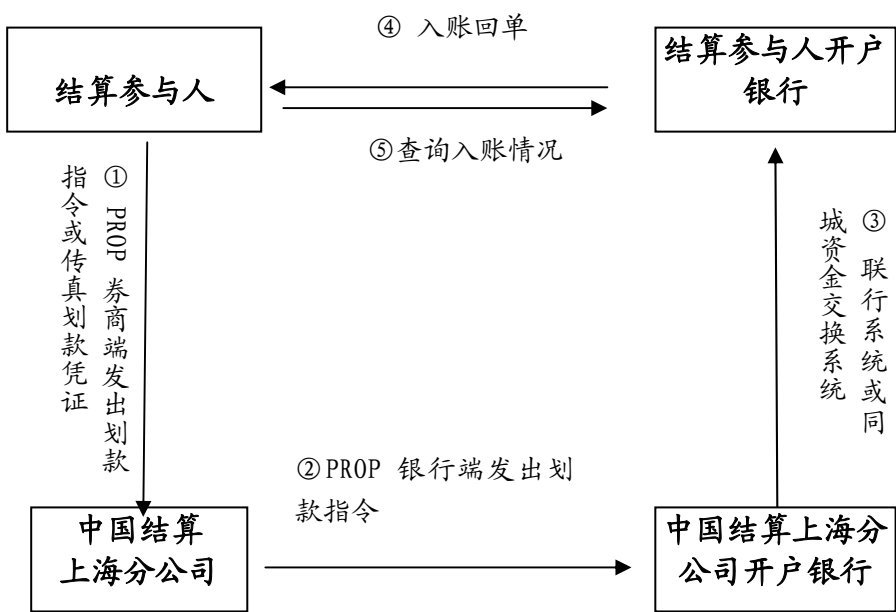 ④ 入账回单
结算参与人
结算参与人开户
银行
⑤查询入账情况
① PROP 券商端发出划款
指令或传真划款凭证
③ 联行系统或同
城资金交换系统
②PROP 银行端发出划
款指令
中国结算
上海分公司
中国结算上海分
公司开户银行